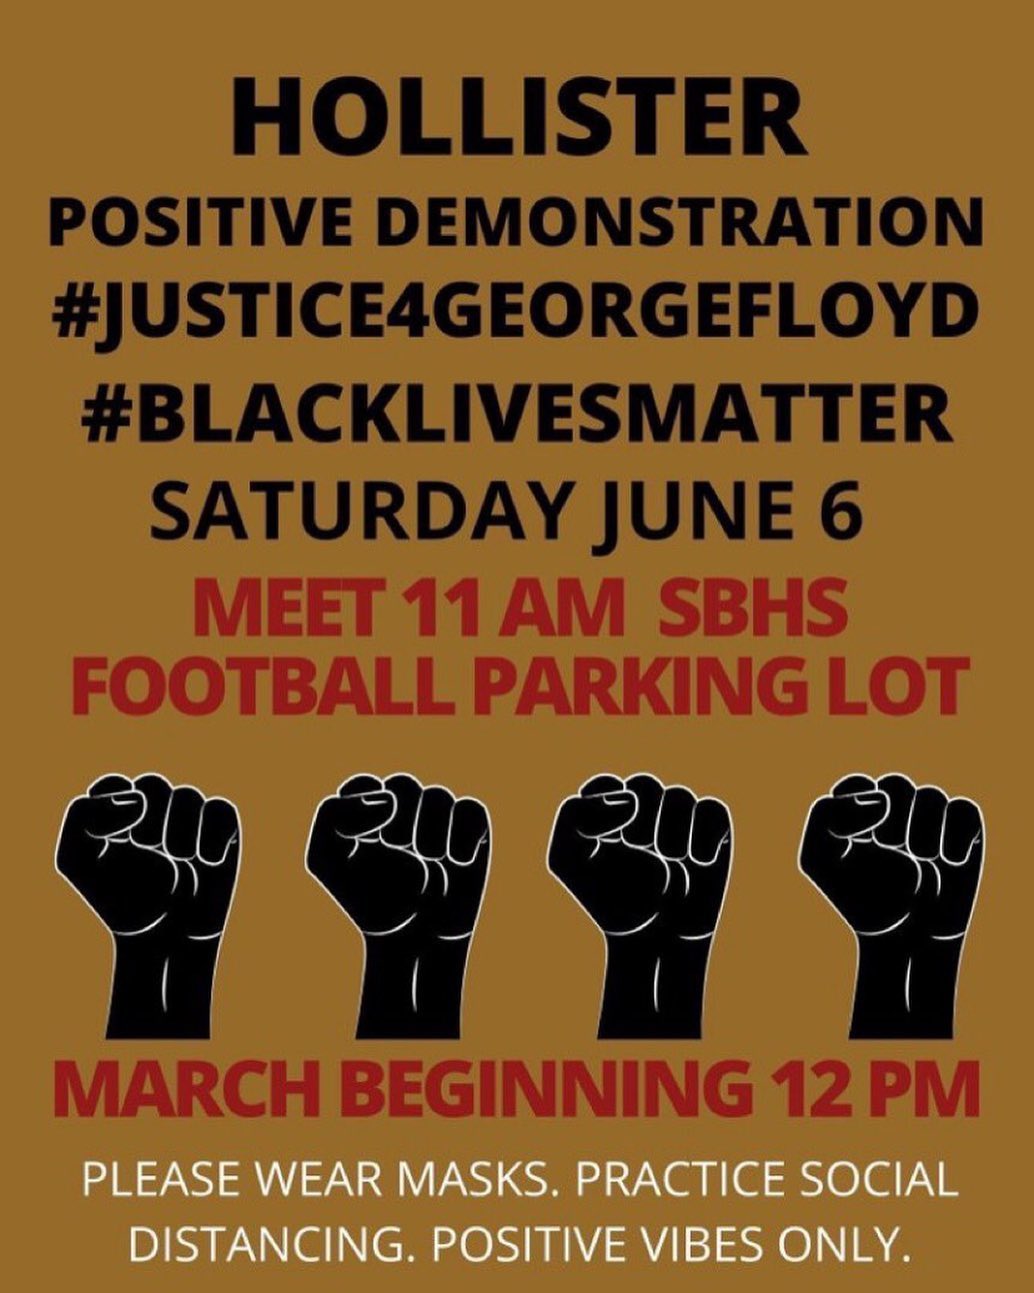 HOLLISTER
POSITIVE DEMONSTRATION
#JUSTICE4GEORGEFLOYD
#BLACKLIVESMATTER
SATURDAY JUNE 6
MEET 11 AM SBHS
FOOTBALL PARKING LOT
MARCH BEGINNING 12 PM
PLEASE WEAR MASKS. PRACTICE SOCIAL
DISTANCING. POSITIVE VIBES ONLY.